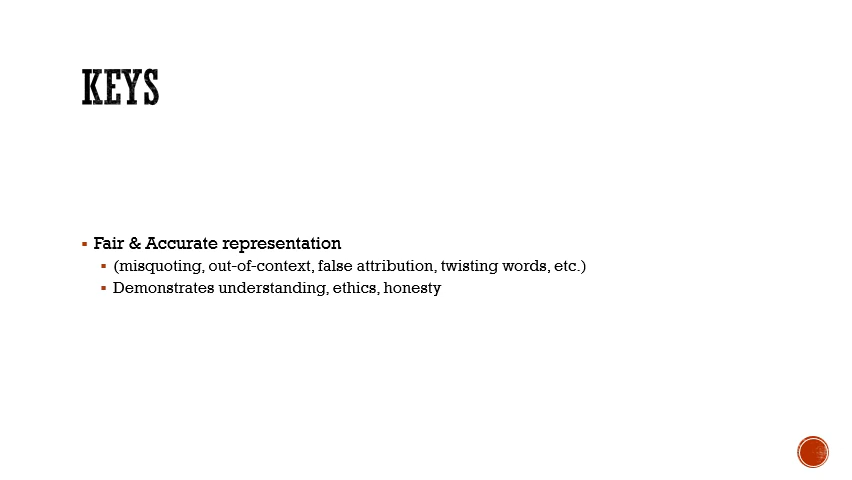 KEYS
Fair & Accurate representation
(misquoting, out-of-context, false attribution, twisting words, etc.)
Demonstrates understanding, ethics, honesty